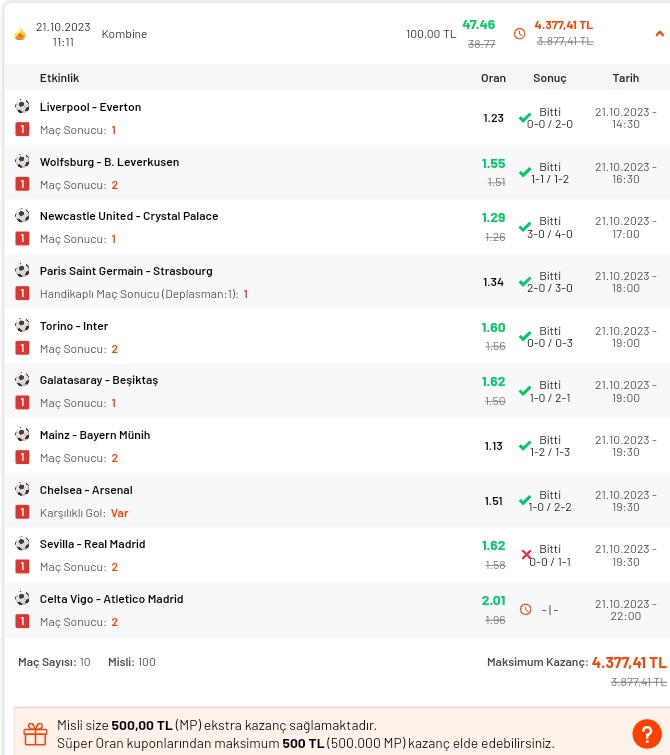 21.10.2023
11:11
Kombine
100,00 TL
47.46
38.77
4.377,41 TL
3.877,41 TL
Etkinlik Oran Sonuç Tarih
Liverpool - Everton
1 Maç Sonucu: 1
1.23
Bitti
0-0 / 2-0
21.10.2023 -
14:30
Wolfsburg - B. Leverkusen
1 Maç Sonucu: 2
1.55
1.51
Bitti
1-1 / 1-2
21.10.2023 -
16:30
Newcastle United - Crystal Palace
1 Maç Sonucu: 1
1.29
1.26
Bitti
3-0 / 4-0
21.10.2023 -
17:00
Paris Saint Germain - Strasbourg
1 Handikaplı Maç Sonucu (Deplasman:1): 1
1.34
Bitti
2-0 / 3-0
21.10.2023 -
18:00
Torino - Inter
1 Maç Sonucu: 2
1.60
1.56
Bitti
0-0 / 0-3
21.10.2023 -
19:00
Galatasaray - Beşiktaş
1 Maç Sonucu: 1
1.62
1.50
Bitti
1-0 / 2-1
21.10.2023 -
19:00
Mainz - Bayern Münih
1 Maç Sonucu: 2
1.13
Bitti
1-2 / 1-3
21.10.2023 -
19:30
Chelsea - Arsenal
1 Karşılıklı Gol: Var
1.51
Bitti
1-0 / 2-2
21.10.2023 -
19:30
Sevilla - Real Madrid
1 Maç Sonucu: 2
1.62
1.58
Bitti
0-0 / 1-1
21.10.2023 -
19:30
Celta Vigo - Atletico Madrid
1 Maç Sonucu: 2
2.01
1.96
- | -
21.10.2023 -
22:00
Maç Sayısı: 10 Misli: 100 Maksimum Kazanç: 4.377,41 TL
3.877,41 TL
Misli size 500,00 TL (MP) ekstra kazanç sağlamaktadır.
Süper Oran kuponlarından maksimum 500 TL (500.000 MP) kazanç elde edebilirsiniz.
?